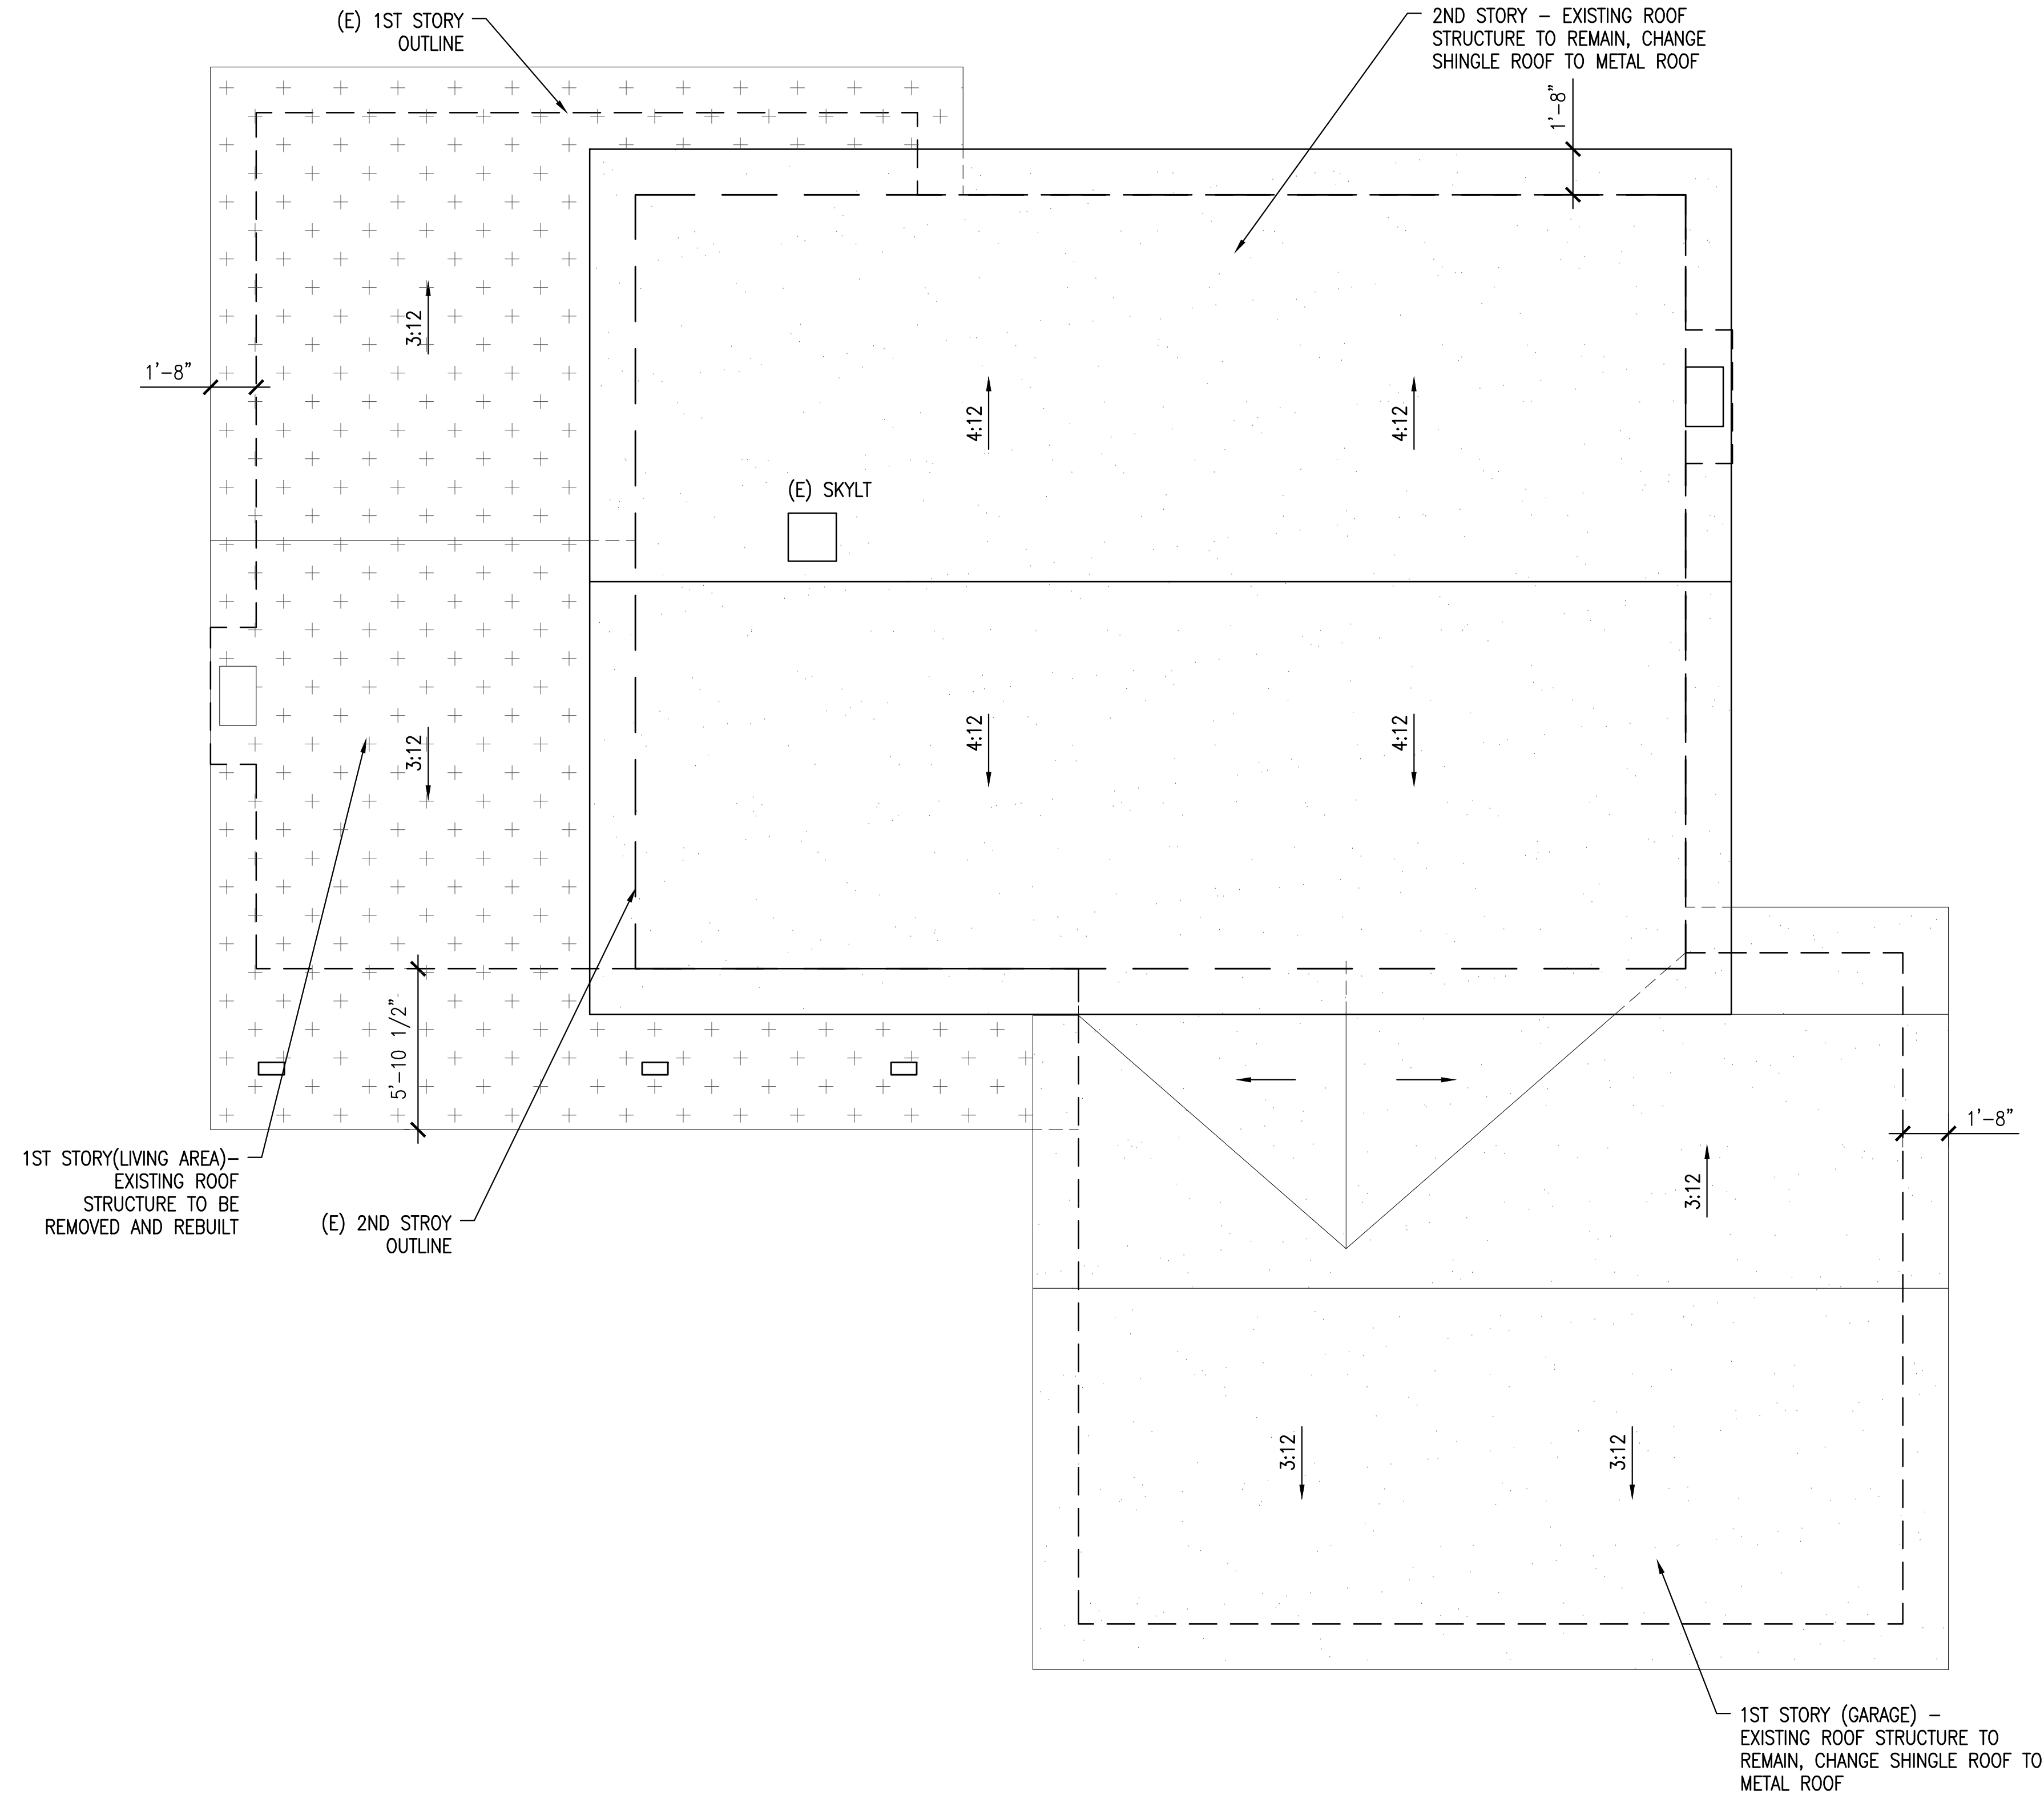 (E) 1ST STORY
OUTLINE
2ND STORY – EXISTING ROOF
STRUCTURE TO REMAIN, CHANGE
SHINGLE ROOF TO METAL ROOF
1'–8"
3:12
1'–8"
4:12
4:12
(E) SKYLT
3:12
4:12
4:12
5'–10 1/2"
1'–8"
1ST STORY(LIVING AREA)–
EXISTING ROOF
STRUCTURE TO BE
REMOVED AND REBUILT
(E) 2ND STROY
OUTLINE
3:12
3:12
3:12
1ST STORY (GARAGE) –
EXISTING ROOF STRUCTURE TO
REMAIN, CHANGE SHINGLE ROOF TO
METAL ROOF